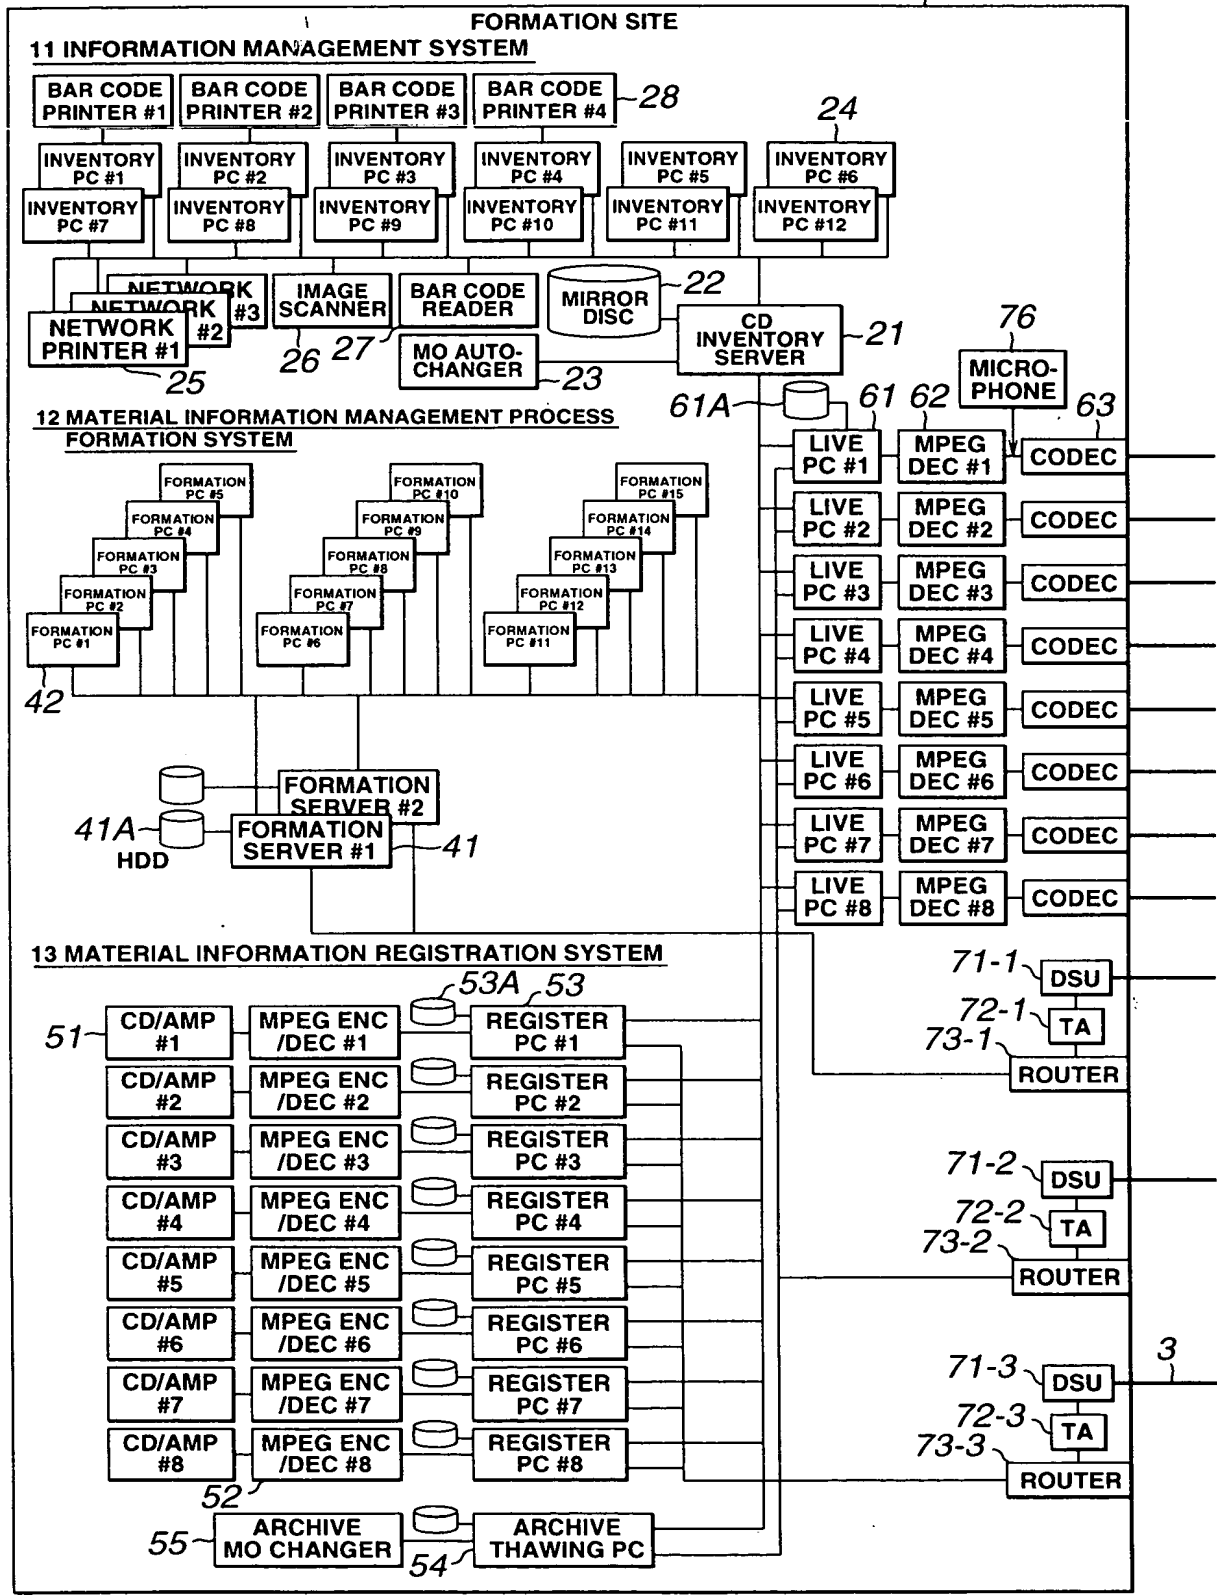 FORMATION SITE
11 INFORMATION MANAGEMENT SYSTEM
BAR CODE
PRINTER #1
BAR CODE
PRINTER #2
BAR CODE
PRINTER #3
BAR CODE
PRINTER #4
28
24
INVENTORY
PC #1
INVENTORY
PC #2
INVENTORY
PC #3
INVENTORY
PC #4
INVENTORY
PC #5
INVENTORY
PC #6
INVENTORY
PC #7
INVENTORY
PC #8
INVENTORY
PC #9
INVENTORY
PC #10
INVENTORY
PC #11
INVENTORY
PC #12
NETWORK
#3
NETWORK
#2
NETWORK
PRINTER #1
25
IMAGE
SCANNER
26
BAR CODE
READER
27
MIRROR
DISC
22
CD
INVENTORY
SERVER
21
MO AUTO-
CHANGER
23
76
MICRO-
PHONE
61A
61
62
63
12 MATERIAL INFORMATION MANAGEMENT PROCESS
FORMATION SYSTEM
LIVE
PC #1
MPEG
DEC #1
CODEC
LIVE
PC #2
MPEG
DEC #2
CODEC
LIVE
PC #3
MPEG
DEC #3
CODEC
LIVE
PC #4
MPEG
DEC #4
CODEC
LIVE
PC #5
MPEG
DEC #5
CODEC
LIVE
PC #6
MPEG
DEC #6
CODEC
LIVE
PC #7
MPEG
DEC #7
CODEC
LIVE
PC #8
MPEG
DEC #8
CODEC
FORMATION
PC #5
FORMATION
PC #4
FORMATION
PC #3
FORMATION
PC #2
FORMATION
PC #1
42
FORMATION
PC #10
FORMATION
PC #9
FORMATION
PC #8
FORMATION
PC #7
FORMATION
PC #6
FORMATION
PC #15
FORMATION
PC #14
FORMATION
PC #13
FORMATION
PC #12
FORMATION
PC #11
FORMATION
SERVER #2
41A
HDD
FORMATION
SERVER #1
41
13 MATERIAL INFORMATION REGISTRATION SYSTEM
53A
53
51
CD/AMP
#1
MPEG ENC
/DEC #1
REGISTER
PC #1
CD/AMP
#2
MPEG ENC
/DEC #2
REGISTER
PC #2
CD/AMP
#3
MPEG ENC
/DEC #3
REGISTER
PC #3
CD/AMP
#4
MPEG ENC
/DEC #4
REGISTER
PC #4
CD/AMP
#5
MPEG ENC
/DEC #5
REGISTER
PC #5
CD/AMP
#6
MPEG ENC
/DEC #6
REGISTER
PC #6
CD/AMP
#7
MPEG ENC
/DEC #7
REGISTER
PC #7
CD/AMP
#8
MPEG ENC
/DEC #8
REGISTER
PC #8
52
55
ARCHIVE
MO CHANGER
54
ARCHIVE
THAWING PC
71-1
DSU
72-1
TA
73-1
ROUTER
71-2
DSU
72-2
TA
73-2
ROUTER
71-3
DSU
3
72-3
TA
73-3
ROUTER